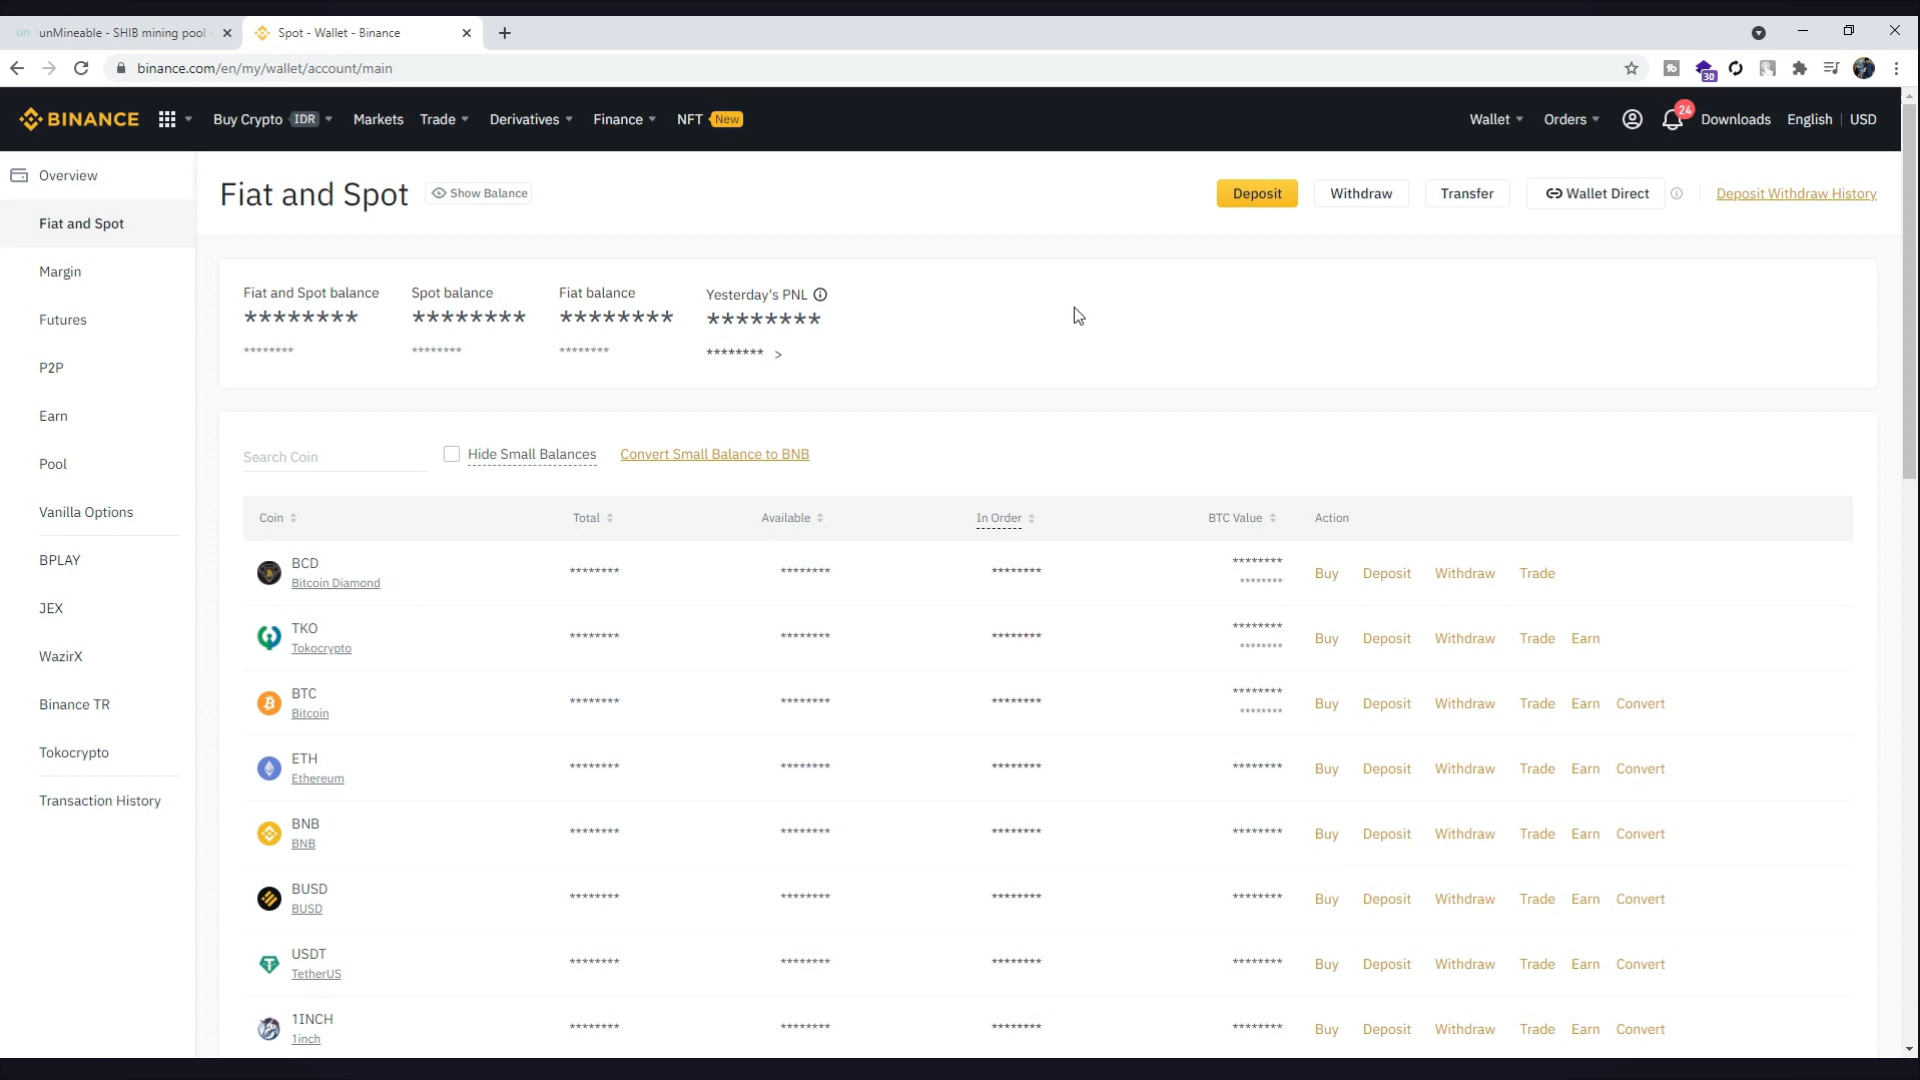 unMineable - SHIB mining pool
Spot - Wallet - Binance
binance.com/en/my/wallet/account/main
30
BINANCE
Buy Crypto IDR
Markets
Trade
Derivatives
Finance
NFT New
Wallet
Orders
24
Downloads
English
USD
Overview
Fiat and Spot
Margin
Futures
P2P
Earn
Pool
Vanilla Options
BPLAY
JEX
WazirX
Binance TR
Tokocrypto
Transaction History
Fiat and Spot
Show Balance
Deposit
Withdraw
Transfer
Wallet Direct
Deposit Withdraw History
Fiat and Spot balance
********
********
Spot balance
********
********
Fiat balance
********
********
Yesterday's PNL
********
******** >
Search Coin
Hide Small Balances
Convert Small Balance to BNB
Coin Total Available In Order BTC Value Action
BCD
Bitcoin Diamond
******** ******** ******** ********
********
Buy Deposit Withdraw Trade
TKO
Tokocrypto
******** ******** ******** ********
********
Buy Deposit Withdraw Trade Earn
BTC
Bitcoin
******** ******** ******** ********
********
Buy Deposit Withdraw Trade Earn Convert
ETH
Ethereum
******** ******** ******** ********
Buy Deposit Withdraw Trade Earn Convert
BNB
BNB
******** ******** ******** ********
Buy Deposit Withdraw Trade Earn Convert
BUSD
BUSD
******** ******** ******** ********
Buy Deposit Withdraw Trade Earn Convert
USDT
TetherUS
******** ******** ******** ********
Buy Deposit Withdraw Trade Earn Convert
1INCH
1inch
******** ******** ******** ********
Buy Deposit Withdraw Trade Earn Convert